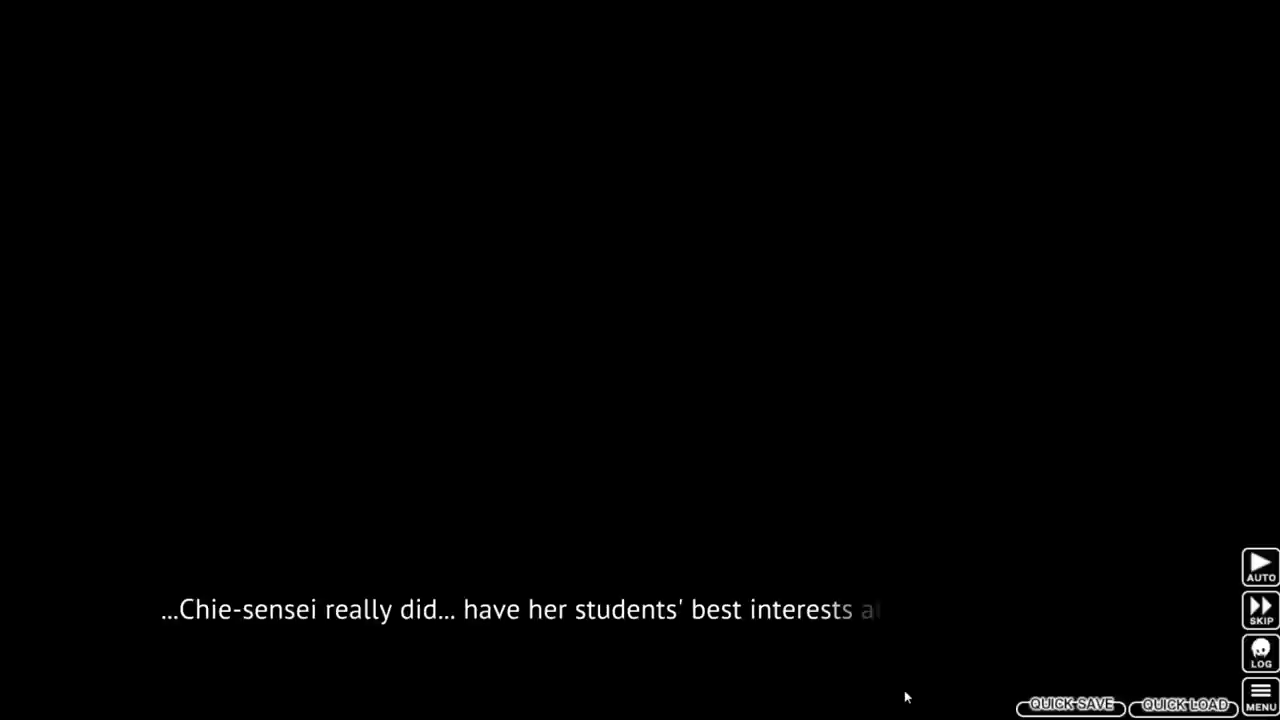 ...Chie-sensei really did... have her students' best interests
AUTO
SKIP
LOG
MENU
QUICK SAVE
QUICK LOAD